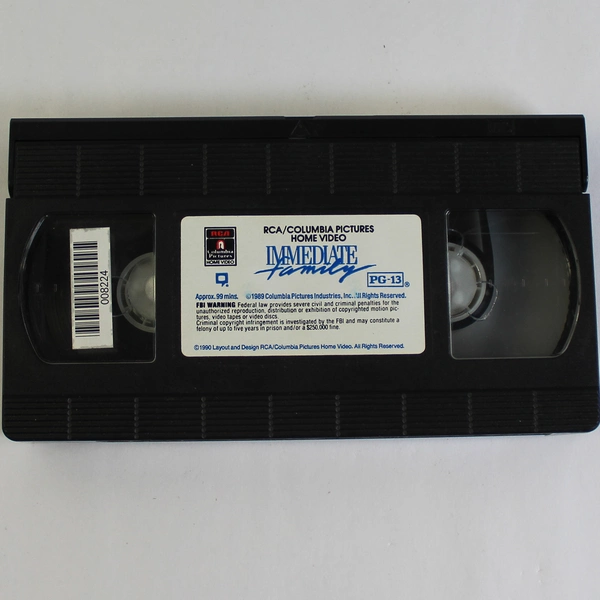 008224
RCA
Columbia
Pictures
HOME VIDEO
RCA/COLUMBIA PICTURES
HOME VIDEO
IMMEDIATE
Family
PG-13 ®
Approx. 99 mins. ©1989 Columbia Pictures Industries, Inc. All Rights Reserved.
FBI WARNING Federal law provides severe civil and criminal penalties for the
unauthorized reproduction, distribution or exhibition of copyrighted motion pic-
tures, video tapes or video discs.
Criminal copyright infringement is investigated by the FBI and may constitute a
felony of up to five years in prison and/or a $250,000 fine.
©1990 Layout and Design RCA/Columbia Pictures Home Video. All Rights Reserved.